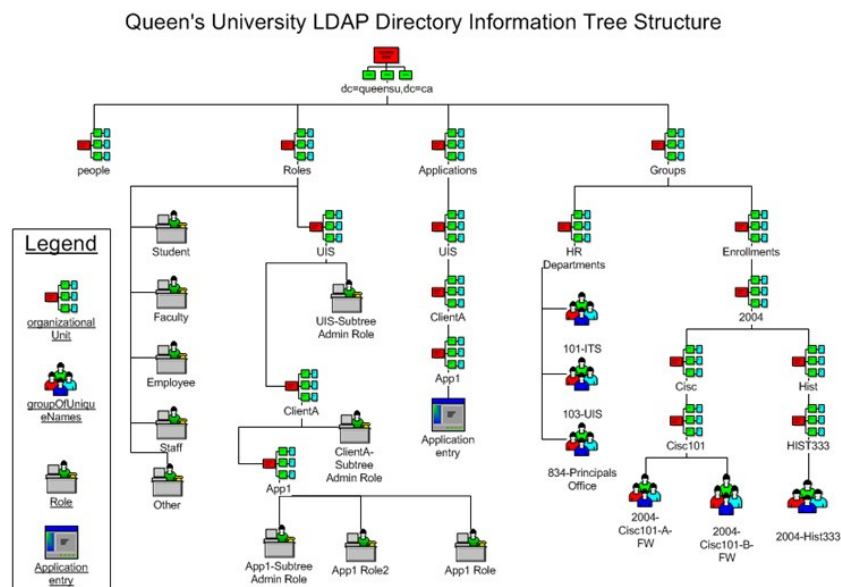 Queen's University LDAP Directory Information Tree Structure
dc=queensu,dc=ca
people
Roles
Applications
Groups
Student
UIS
UIS
HR
Departments
Enrollments
Legend
organizational
Unit
groupOfUniqu
eNames
Role
Application
entry
Faculty
UIS-Subtree
Admin Role
ClientA
2004
Employee
101-ITS
App1
Cisc
Hist
Staff
ClientA
ClientA-
Subtree
Admin Role
Application
entry
103-UIS
Cisc101
HIST333
Other
App1
834-Principals
Office
App1-Subtree
Admin Role
App1 Role2
App1 Role
2004-
Cisc101-A-
FW
2004-
Cisc101-B-
FW
2004-Hist333